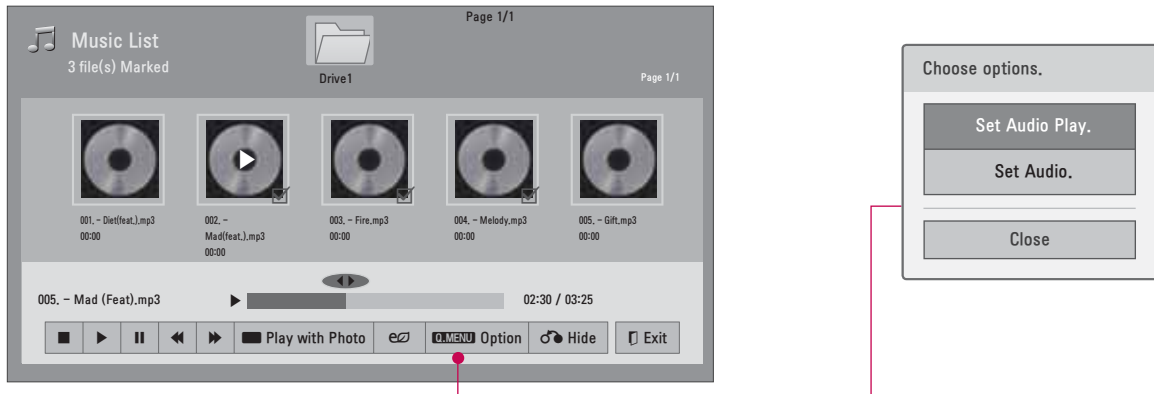 Page 1/1
Music List
3 file(s) Marked
Drive1
Page 1/1
001. - Diet(feat.).mp3
00:00
002. -
Mad(feat.).mp3
00:00
003. - Fire.mp3
00:00
004. - Melody.mp3
00:00
005. - Gift.mp3
00:00
005. - Mad (Feat).mp3
02:30 / 03:25
Play with Photo
e
Q.MENU Option
Hide
Exit
Choose options.
Set Audio Play.
Set Audio.
Close